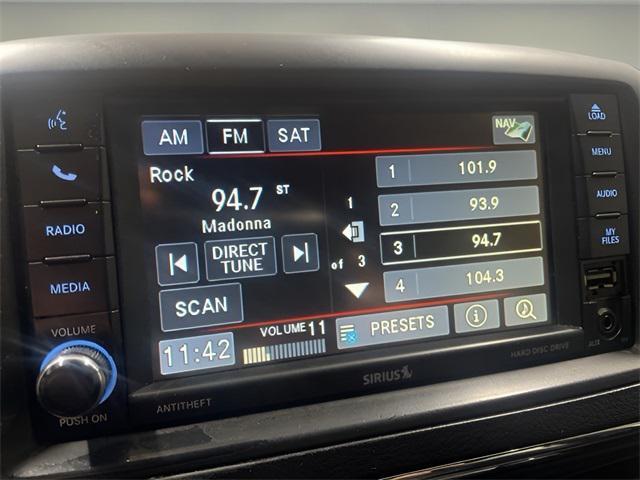 AM FM SAT NAV
Rock
94.7 ST
Madonna
DIRECT
TUNE
SCAN
11:42
VOLUME 11
1
of 3
1 101.9
2 93.9
3 94.7
4 104.3
PRESETS
RADIO
MEDIA
VOLUME
PUSH ON
ANTITHEFT
SIRIUS
HARD DISC DRIVE
LOAD
MENU
AUDIO
MY
FILES
AUX